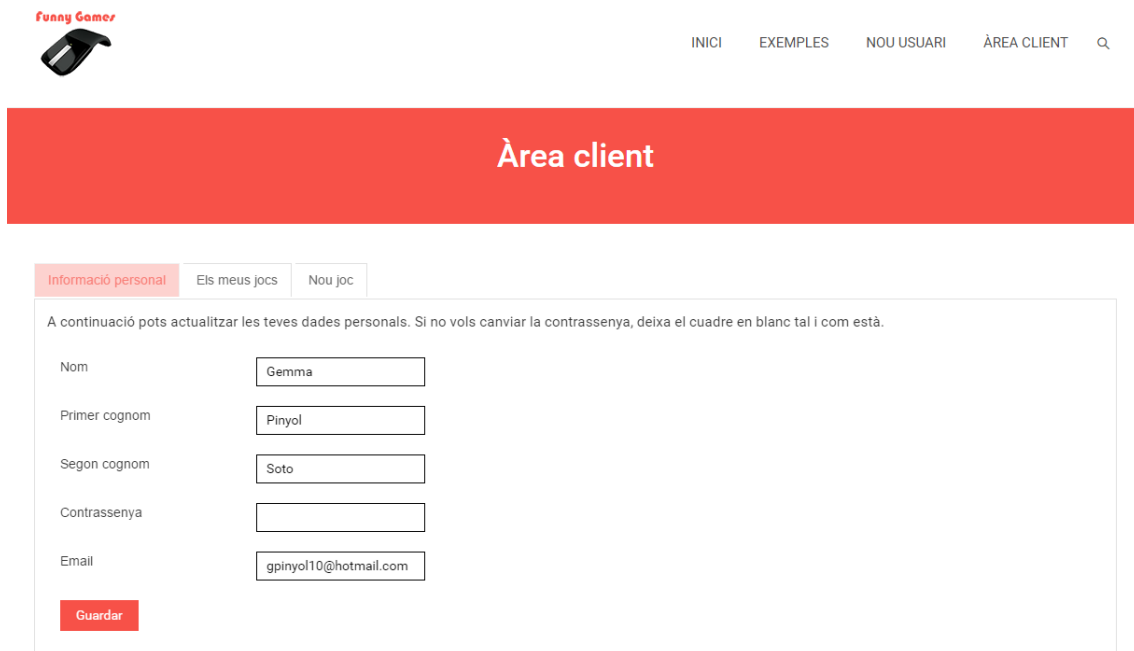 Funny Games
INICI EXEMPLES NOU USUARI ÀREA CLIENT
Àrea client
Informació personal Els meus jocs Nou joc
A continuació pots actualitzar les teves dades personals. Si no vols canviar la contrassenya, deixa el cuadre en blanc tal i com està.
Nom Gemma
Primer cognom Pinyol
Segon cognom Soto
Contrassenya
Email gpinyol10@hotmail.com
Guardar